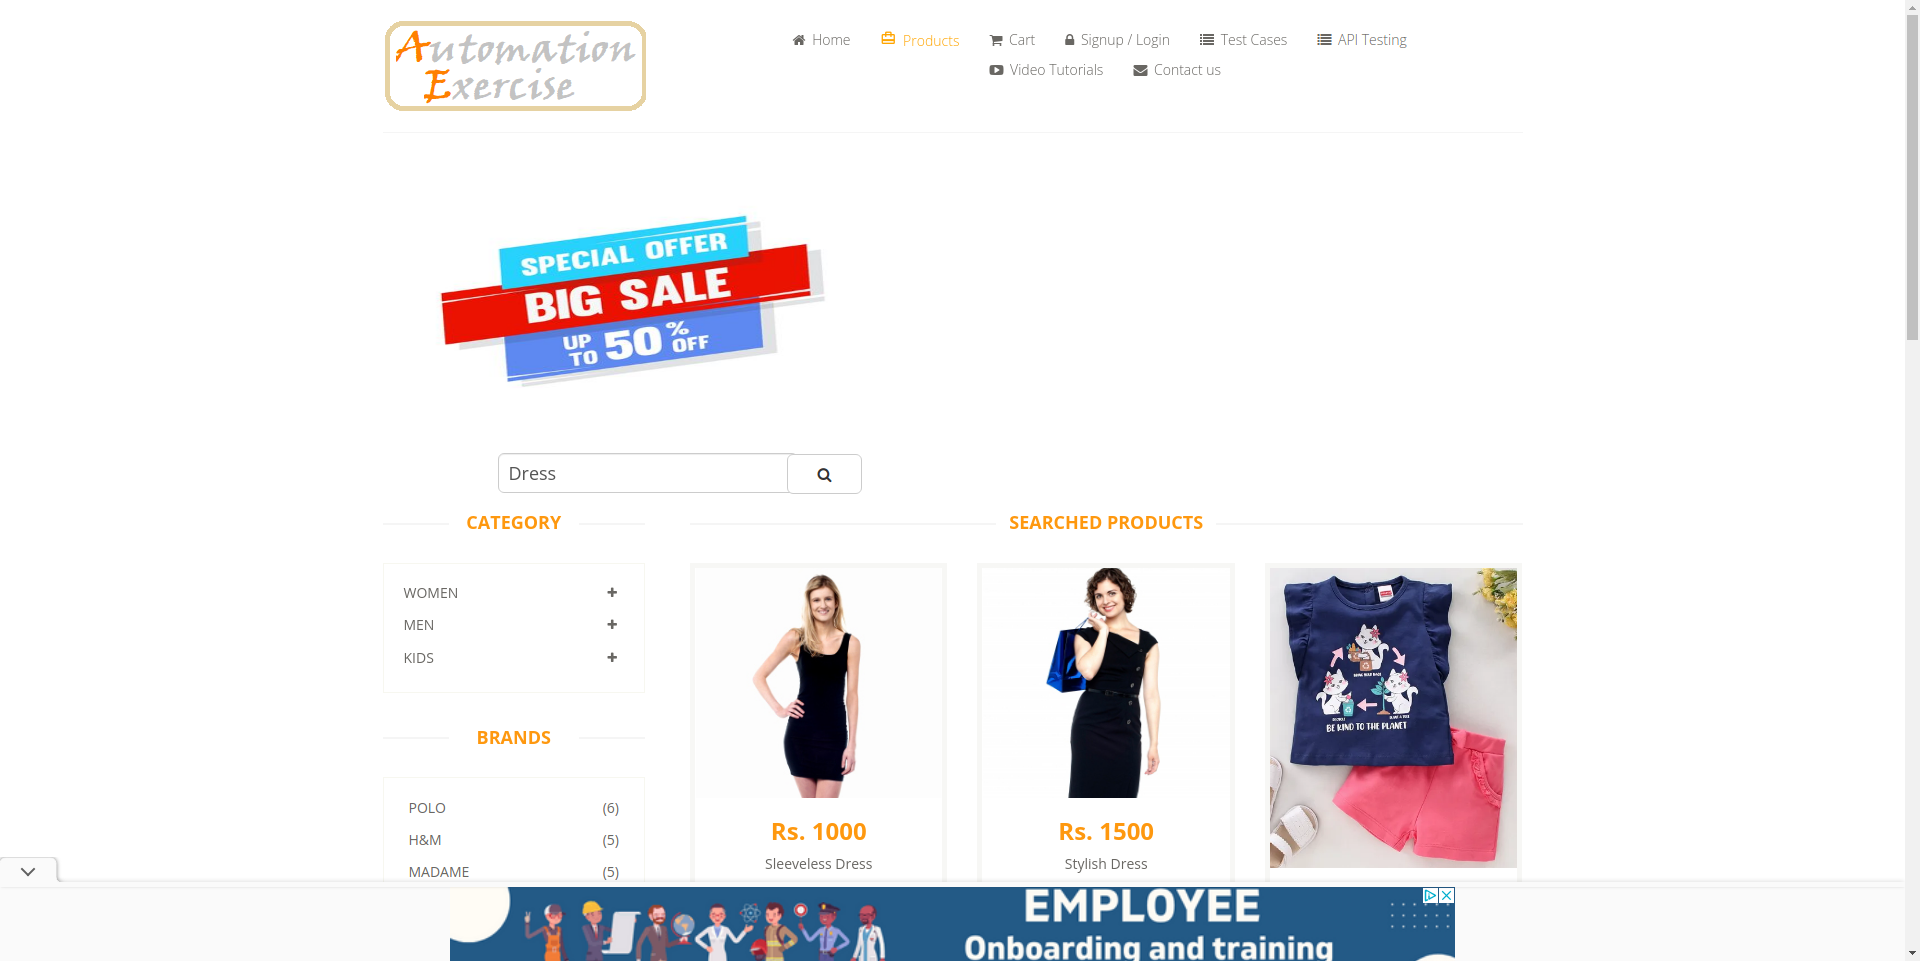 Automation
Exercise
Home
Products
Cart
Signup / Login
Test Cases
API Testing
Video Tutorials
Contact us
SPECIAL OFFER
BIG SALE
UP TO 50% OFF
Dress
CATEGORY
SEARCHED PRODUCTS
WOMEN
MEN
KIDS
BRANDS
POLO (6)
H&M (5)
MADAME (5)
Rs. 1000
Sleeveless Dress
Rs. 1500
Stylish Dress
BE KIND TO THE PLANET
EMPLOYEE
Onboarding and training